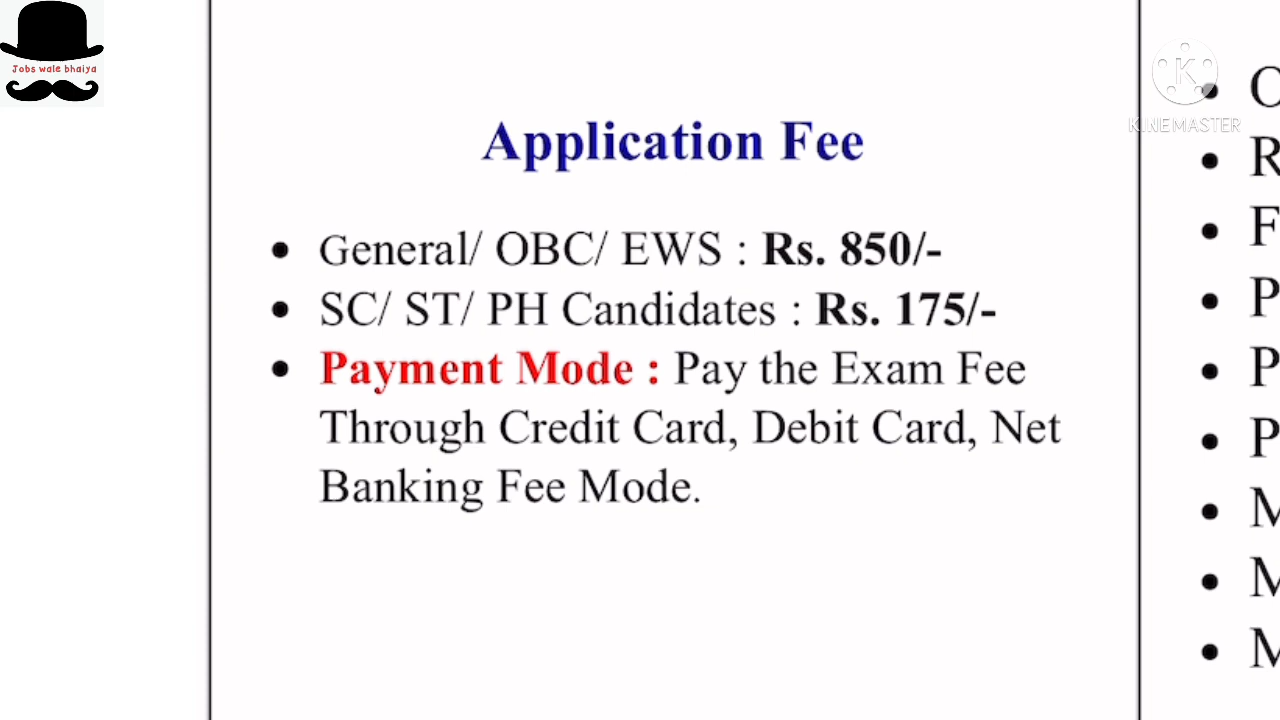 Jobs wale bhaiya
KINEMASTER
Application Fee
• General/ OBC/ EWS : Rs. 850/-
• SC/ ST/ PH Candidates : Rs. 175/-
• Payment Mode : Pay the Exam Fee
Through Credit Card, Debit Card, Net
Banking Fee Mode.